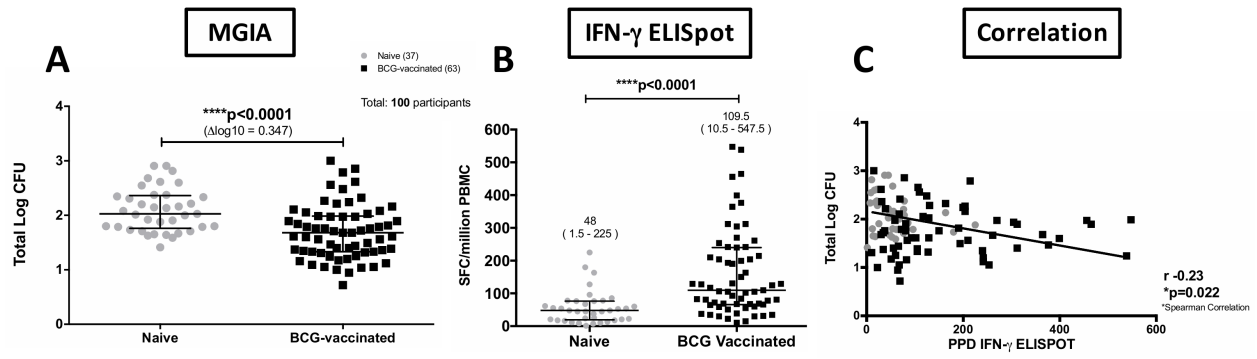 MGIA
IFN-γ ELISpot
Correlation
A
Naive (37)
BCG-vaccinated (63)
Total: 100 participants
****p<0.0001
(Δlog10 = 0.347)
Total Log CFU
4
3
2
1
0
Naive
BCG-vaccinated
B
****p<0.0001
109.5
( 10.5 - 547.5 )
48
( 1.5 - 225 )
SFC/million PBMC
600
500
400
300
200
100
0
Naive
BCG Vaccinated
C
Total Log CFU
4
3
2
1
0
0
200
400
600
PPD IFN-γ ELISPOT
r -0.23
*p=0.022
*Spearman Correlation